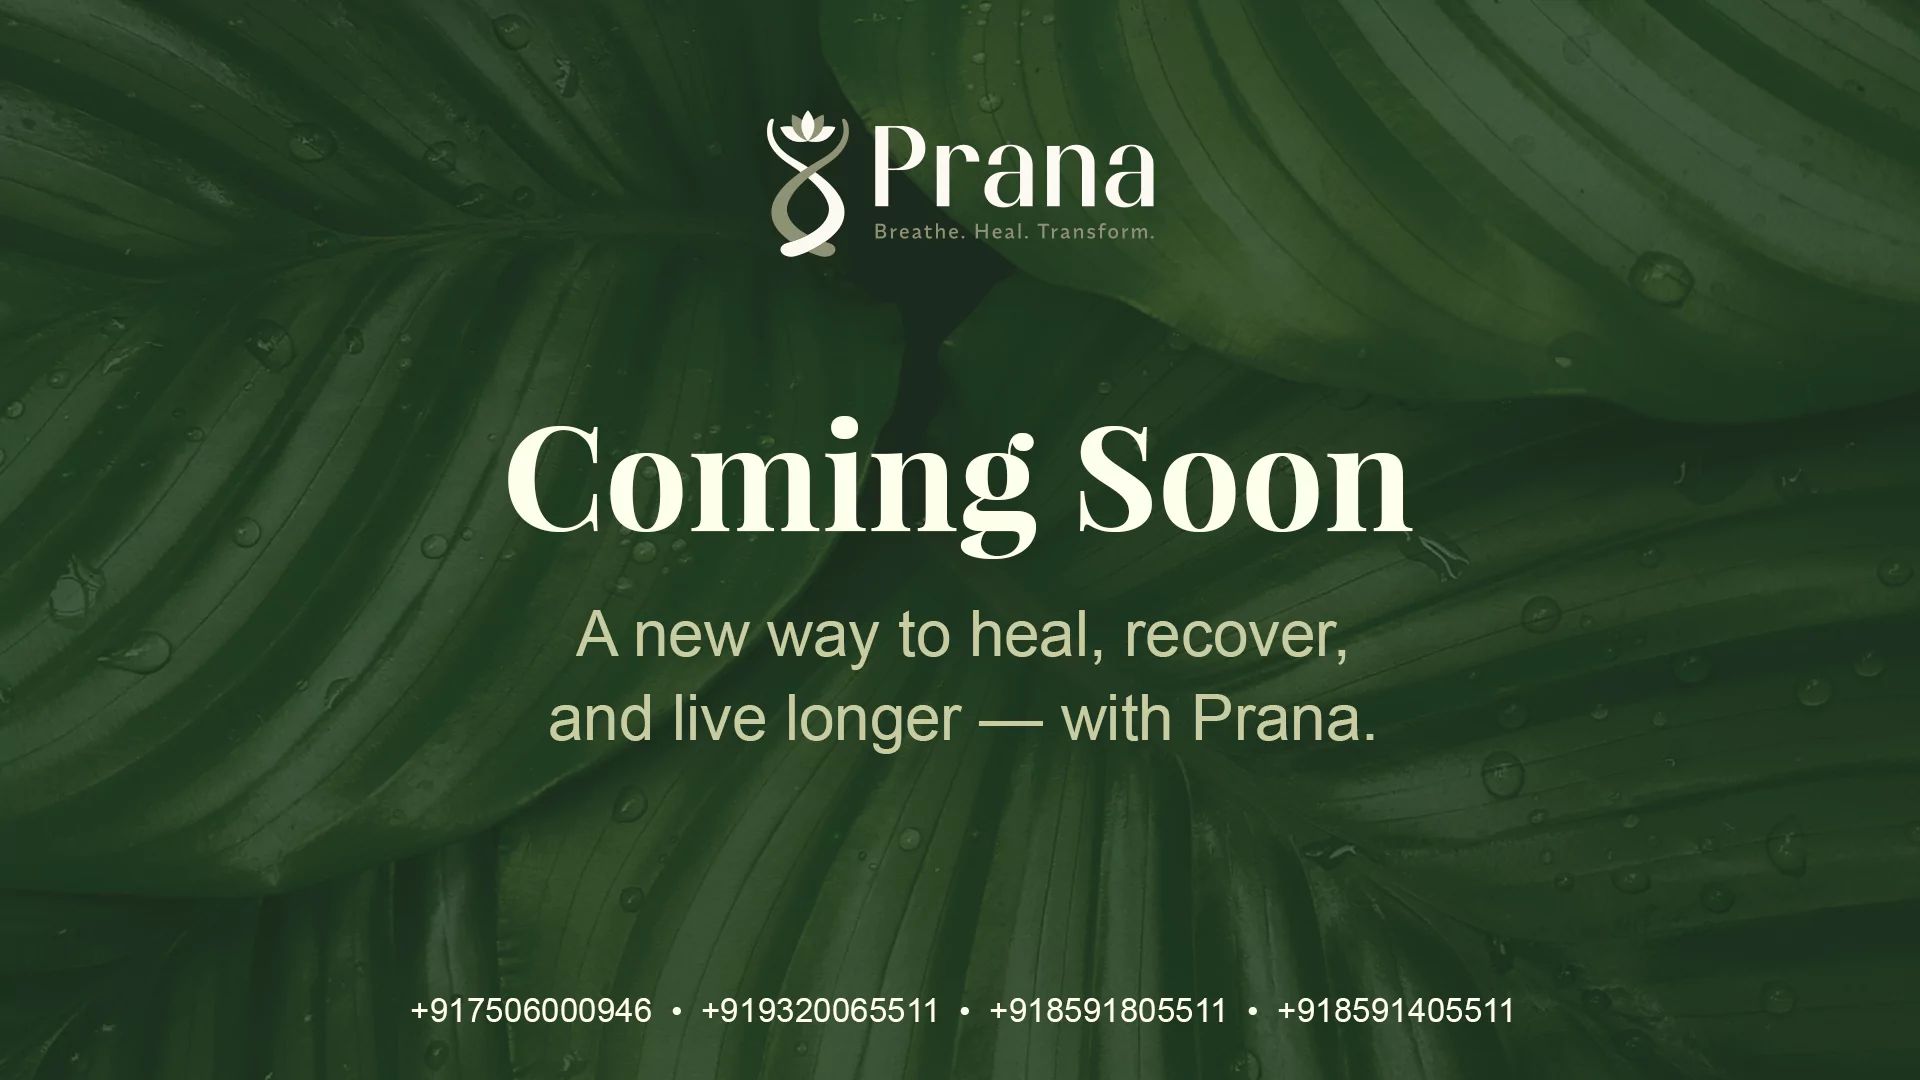 Prana
Breathe. Heal. Transform.
Coming Soon
A new way to heal, recover,
and live longer — with Prana.
+917506000946 • +919320065511 • +918591805511 • +918591405511